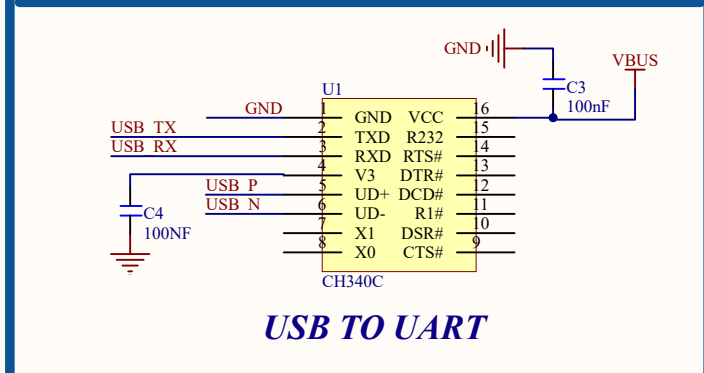 GND
VBUS
C3
100nF
U1
GND 1 GND VCC 16
USB_TX 2 TXD R232 15
USB_RX 3 RXD RTS# 14
4 V3 DTR# 13
USB_P 5 UD+ DCD# 12
USB_N 6 UD- R1# 11
7 X1 DSR# 10
8 X0 CTS# 9
C4
100NF
CH340C
USB TO UART